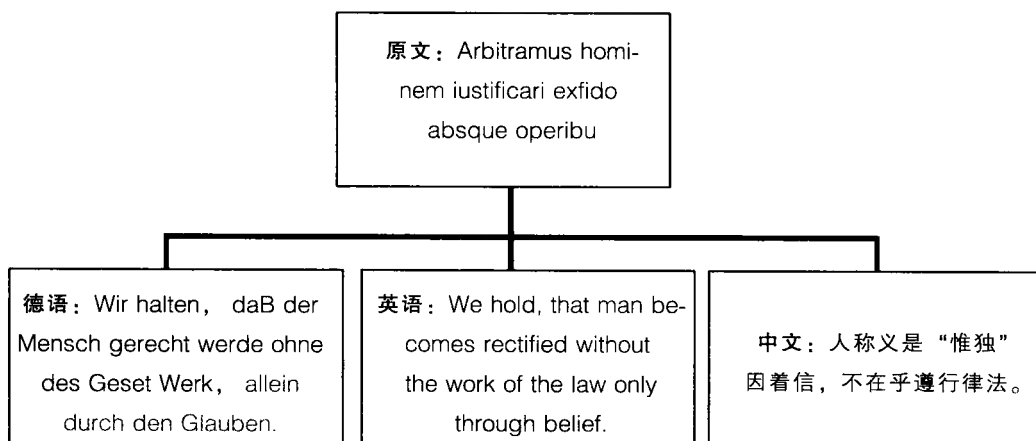 原文：Arbitramus homi-
nem iustificari exfido
absque operibu
德语：Wir halten， daB der
Mensch gerecht werde ohne
des Geset Werk， allein
durch den Glauben.
英语：We hold, that man be-
comes rectified without
the work of the law only
through belief.
中文：人称义是“惟独”
因着信，不在乎遵行律法。